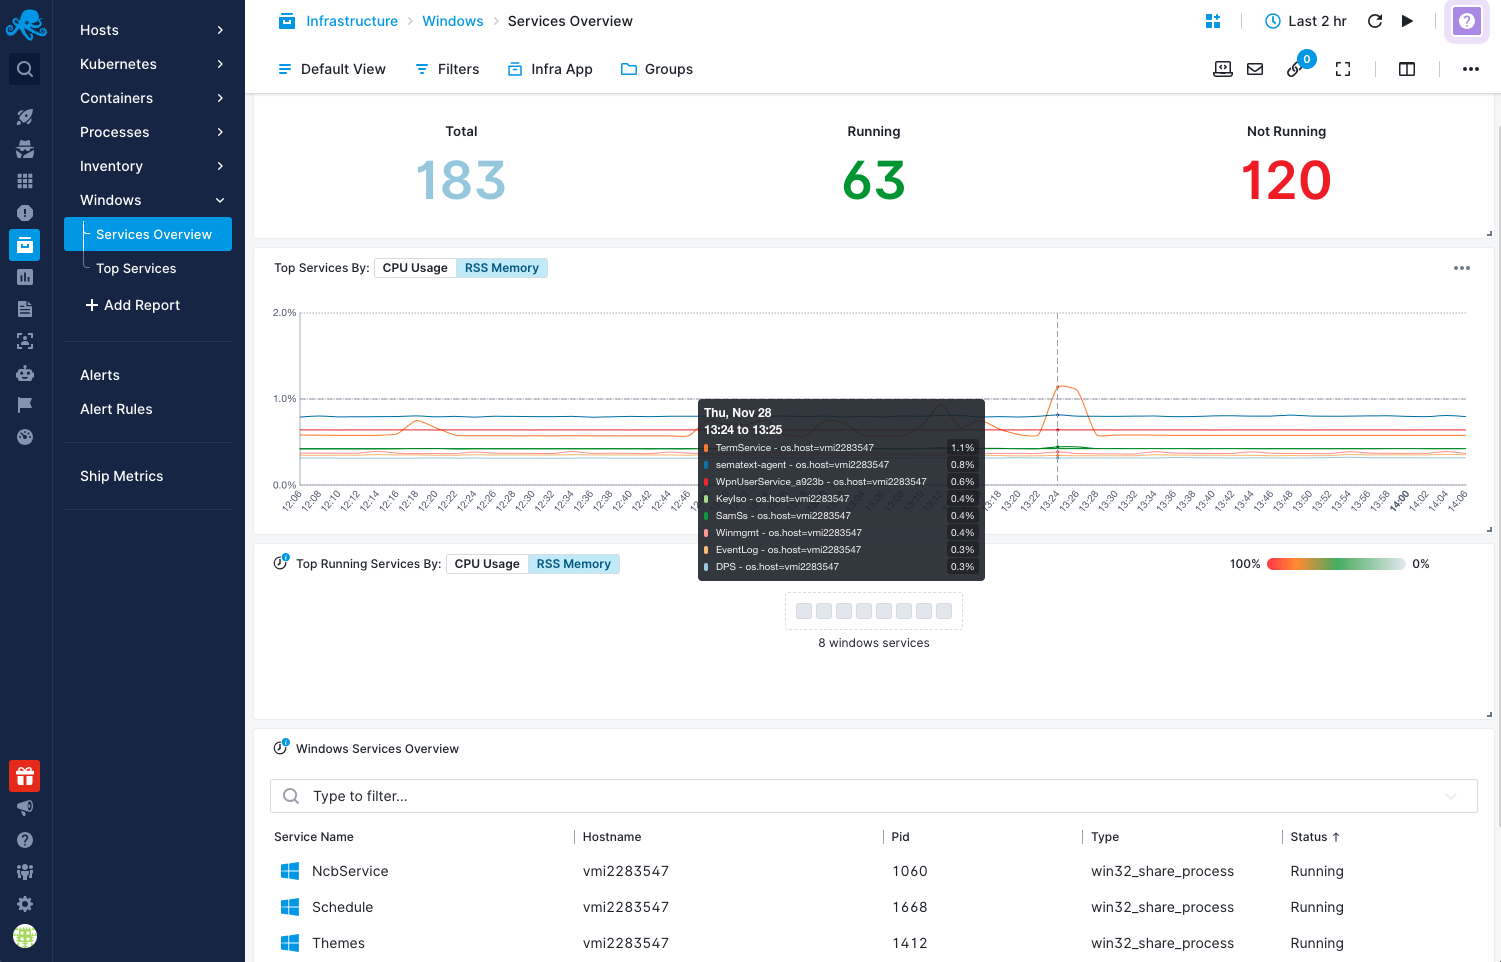 Infrastructure > Windows > Services Overview
Last 2 hr
Default View
Filters
Infra App
Groups
0
Hosts
Kubernetes
Containers
Processes
Inventory
Windows
Services Overview
Top Services
+ Add Report
Alerts
Alert Rules
Ship Metrics
Total
Running
Not Running
183
63
120
Top Services By:
CPU Usage
RSS Memory
2.0%
1.0%
0.0%
12:06 12:08 12:10 12:12 12:14 12:16 12:18 12:20 12:22 12:24 12:26 12:28 12:30 12:32 12:34 12:36 12:38 12:40 12:42 12:44 12:46
13:18 13:20 13:22 13:24 13:26 13:28 13:30 13:32 13:34 13:36 13:38 13:40 13:42 13:44 13:46 13:48 13:50 13:52 13:54 13:56 13:58 14:00 14:02 14:04 14:06
Thu, Nov 28
13:24 to 13:25
TermService - os.host=vmi2283547 1.1%
sematext-agent - os.host=vmi2283547 0.8%
WpnUserService_a923b - os.host=vmi2283547 0.6%
KeyIso - os.host=vmi2283547 0.4%
SamSs - os.host=vmi2283547 0.4%
Winmgmt - os.host=vmi2283547 0.4%
EventLog - os.host=vmi2283547 0.3%
DPS - os.host=vmi2283547 0.3%
Top Running Services By:
CPU Usage
RSS Memory
100%
0%
8 windows services
Windows Services Overview
Type to filter...
Service Name Hostname Pid Type Status ↑
NcbService vmi2283547 1060 win32_share_process Running
Schedule vmi2283547 1668 win32_share_process Running
Themes vmi2283547 1412 win32_share_process Running